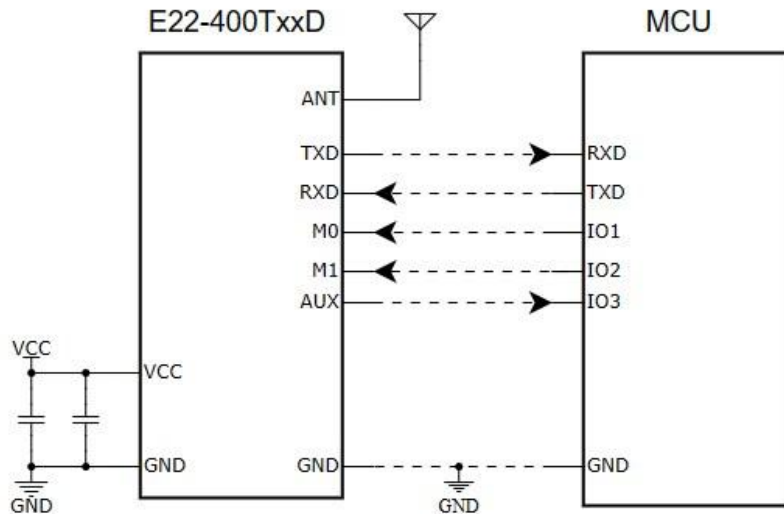 E22-400TxxD
MCU
ANT
TXD
RXD
RXD
TXD
M0
IO1
M1
IO2
AUX
IO3
VCC
VCC
GND
GND
GND
GND
GND